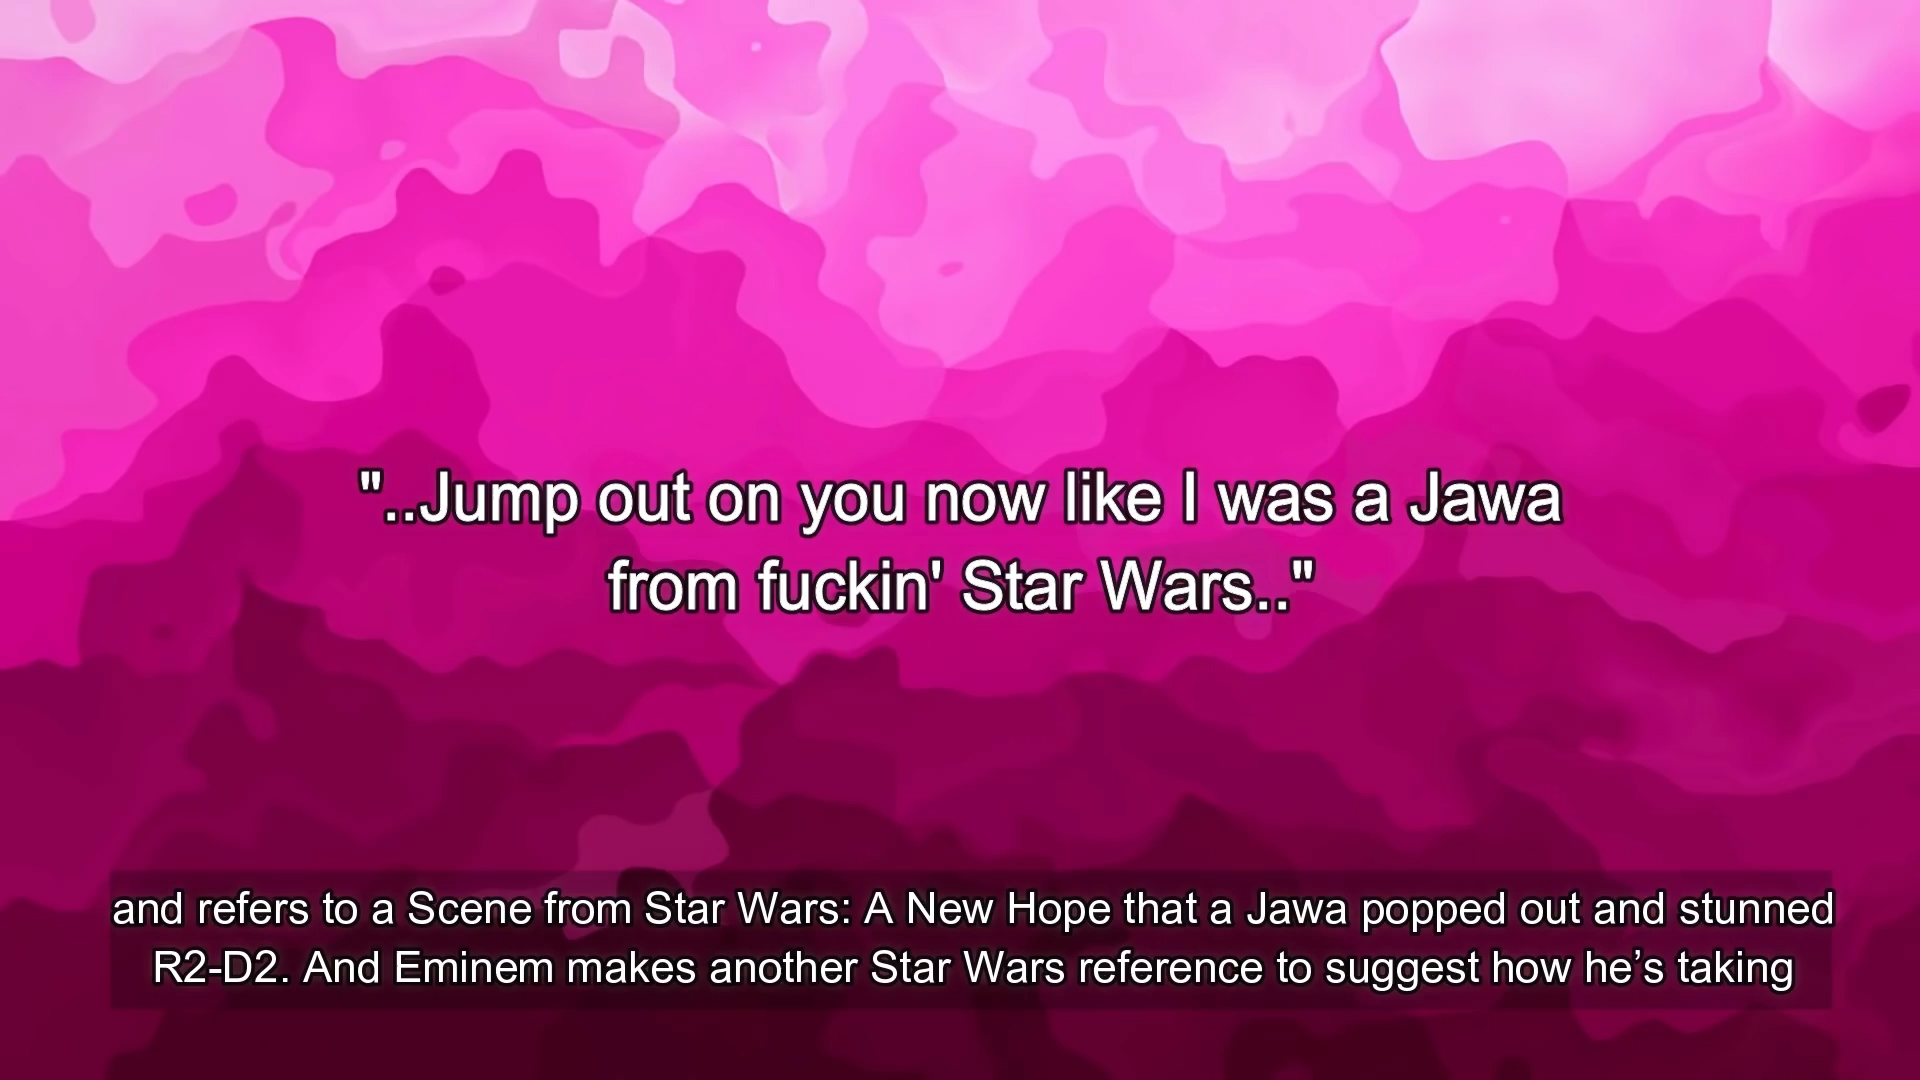 "..Jump out on you now like I was a Jawa
from fuckin' Star Wars.."
and refers to a Scene from Star Wars: A New Hope that a Jawa popped out and stunned
R2-D2. And Eminem makes another Star Wars reference to suggest how he’s taking